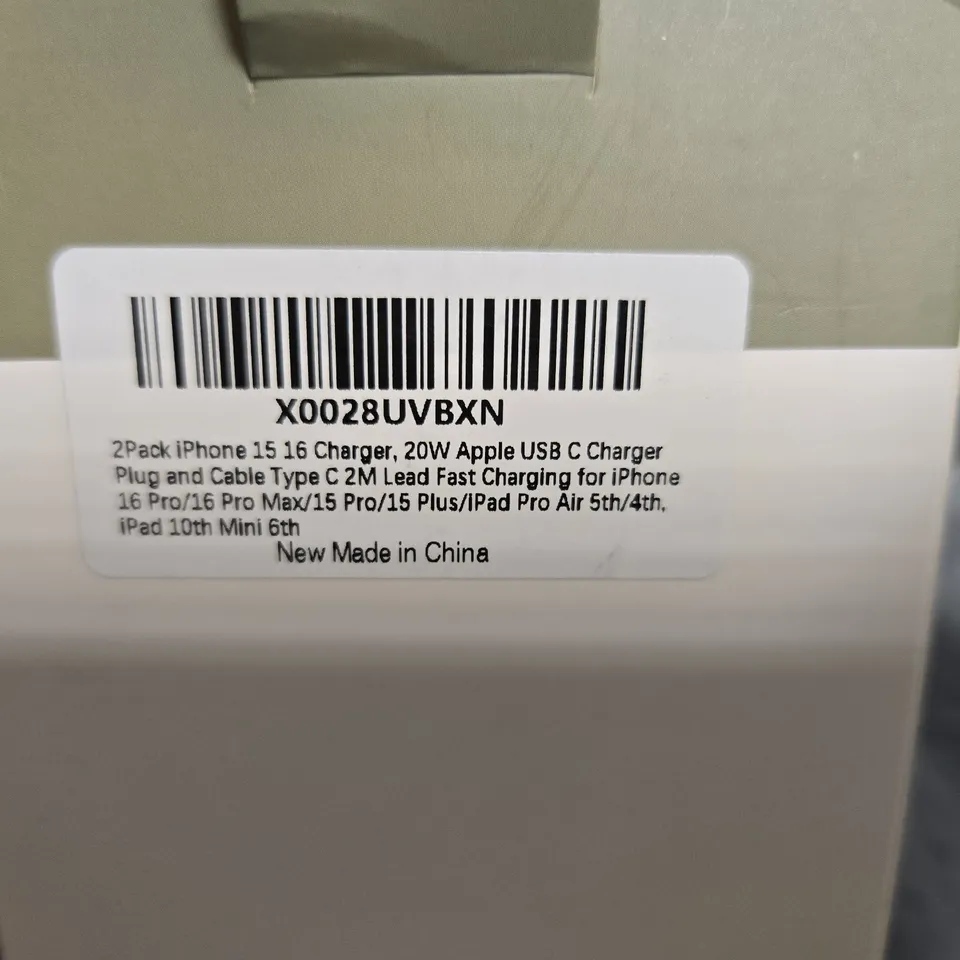 X0028UVBXN
2Pack iPhone 15 16 Charger, 20W Apple USB C Charger
Plug and Cable Type C 2M Lead Fast Charging for iPhone
16 Pro/16 Pro Max/15 Pro/15 Plus/iPad Pro Air 5th/4th,
iPad 10th Mini 6th
New Made in China